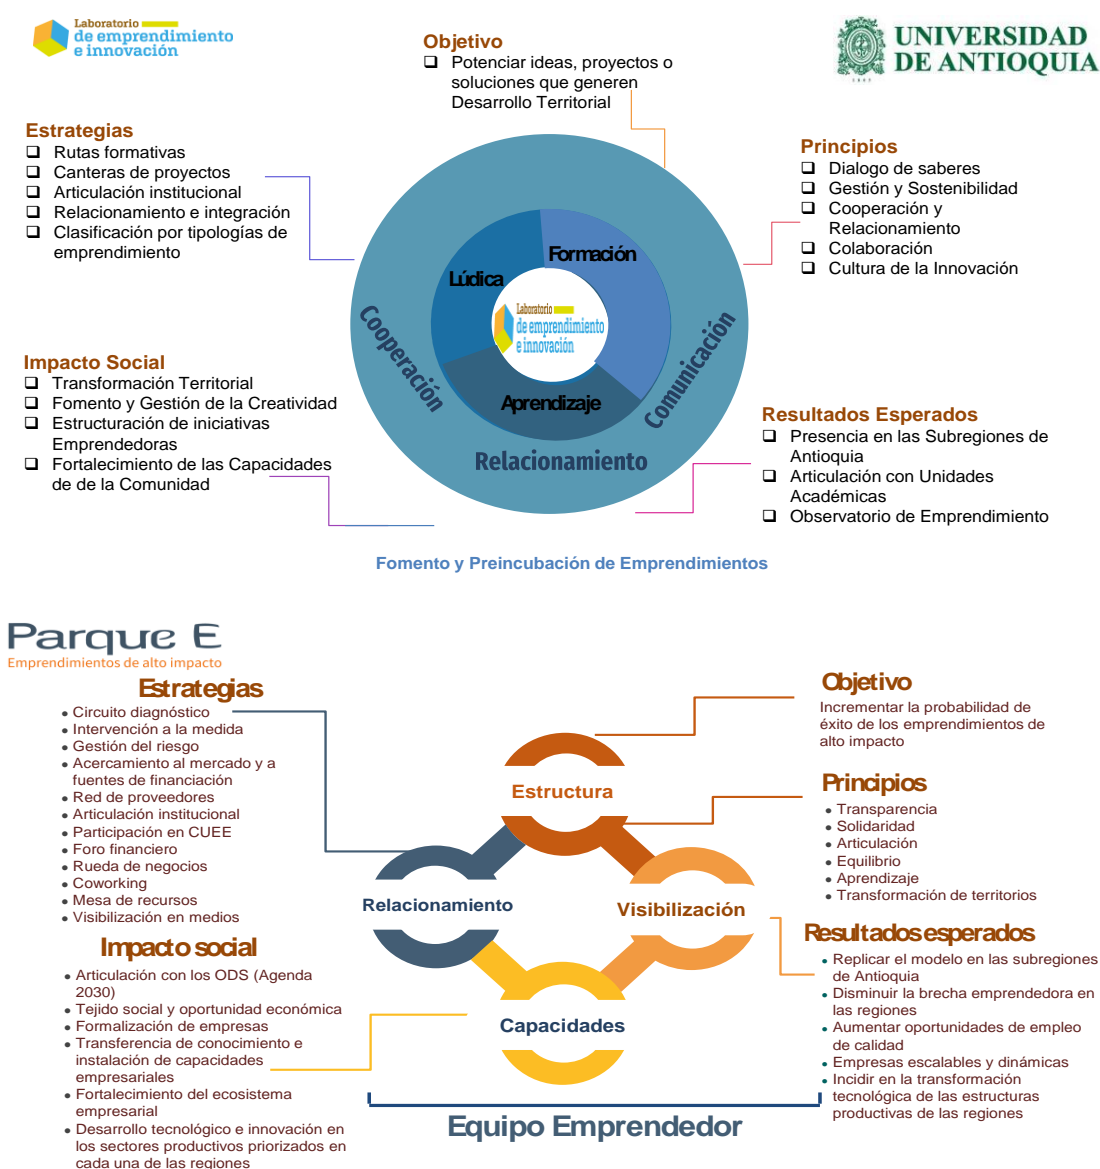 Laboratorio
de emprendimiento
e innovación
UNIVERSIDAD
DE ANTIOQUIA
1803
Objetivo
❑ Potenciar ideas, proyectos o
soluciones que generen
Desarrollo Territorial
Estrategias
❑ Rutas formativas
❑ Canteras de proyectos
❑ Articulación institucional
❑ Relacionamiento e integración
❑ Clasificación por tipologías de
emprendimiento
Principios
❑ Dialogo de saberes
❑ Gestión y Sostenibilidad
❑ Cooperación y
Relacionamiento
❑ Colaboración
❑ Cultura de la Innovación
Formación
Lúdica
Aprendizaje
Laboratorio
de emprendimiento
e innovación
Cooperación
Comunicación
Relacionamiento
Impacto Social
❑ Transformación Territorial
❑ Fomento y Gestión de la Creatividad
❑ Estructuración de iniciativas
Emprendedoras
❑ Fortalecimiento de las Capacidades
de de la Comunidad
Resultados Esperados
❑ Presencia en las Subregiones de
Antioquia
❑ Articulación con Unidades
Académicas
❑ Observatorio de Emprendimiento
Fomento y Preincubación de Emprendimientos
Parque E
Emprendimientos de alto impacto
Estrategias
• Circuito diagnóstico
• Intervención a la medida
• Gestión del riesgo
• Acercamiento al mercado y a
fuentes de financiación
• Red de proveedores
• Articulación institucional
• Participación en CUEE
• Foro financiero
• Rueda de negocios
• Coworking
• Mesa de recursos
• Visibilización en medios
Objetivo
Incrementar la probabilidad de
éxito de los emprendimientos de
alto impacto
Principios
• Transparencia
• Solidaridad
• Articulación
• Equilibrio
• Aprendizaje
• Transformación de territorios
Estructura
Relacionamiento
Visibilización
Capacidades
Impacto social
• Articulación con los ODS (Agenda
2030)
• Tejido social y oportunidad económica
• Formalización de empresas
• Transferencia de conocimiento e
instalación de capacidades
empresariales
• Fortalecimiento del ecosistema
empresarial
• Desarrollo tecnológico e innovación en
los sectores productivos priorizados en
cada una de las regiones
Resultados esperados
• Replicar el modelo en las subregiones
de Antioquia
• Disminuir la brecha emprendedora en
las regiones
• Aumentar oportunidades de empleo
de calidad
• Empresas escalables y dinámicas
• Incidir en la transformación
tecnológica de las estructuras
productivas de las regiones
Equipo Emprendedor